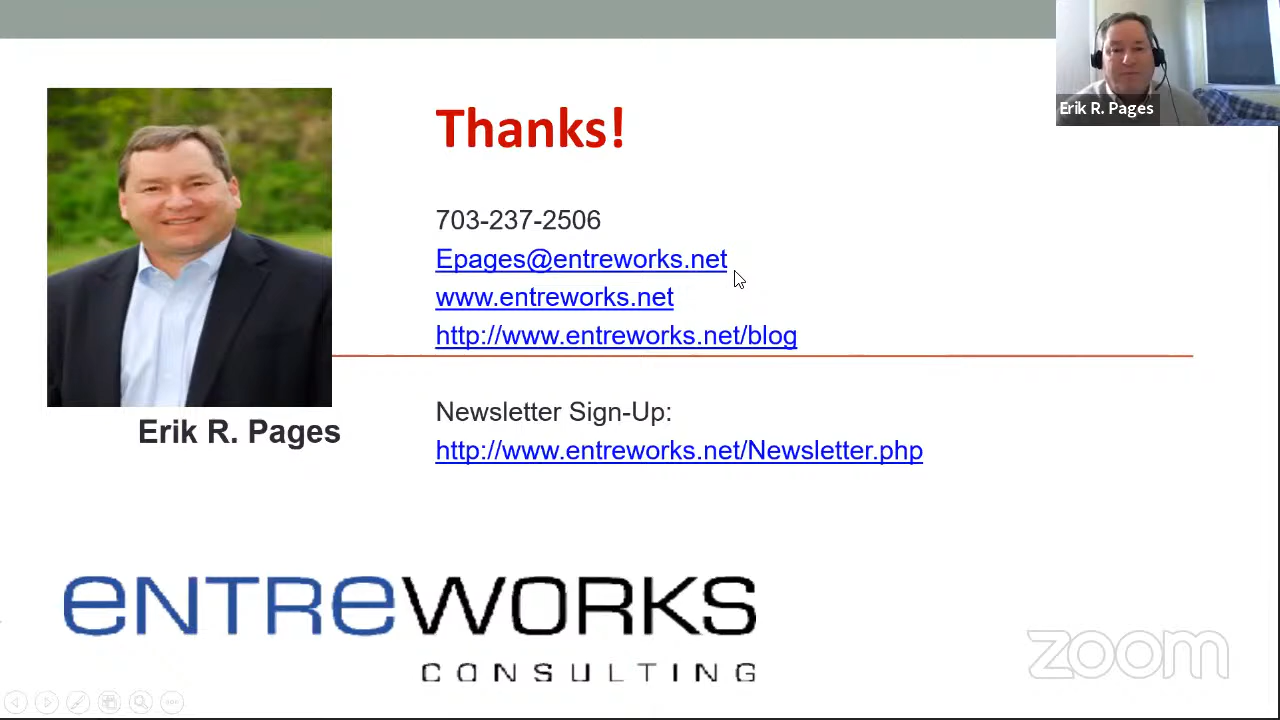 Thanks!
703-237-2506
Epages@entreworks.net
www.entreworks.net
http://www.entreworks.net/blog
Erik R. Pages
Newsletter Sign-Up:
http://www.entreworks.net/Newsletter.php
entreworks
CONSULTING
Erik R. Pages
zoom